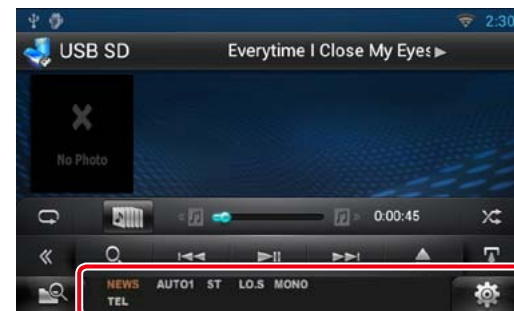 2:30
USB SD
Everytime I Close My Eyes
No Photo
0:00:45
NEWS AUTO1 ST LO.S MONO
TEL